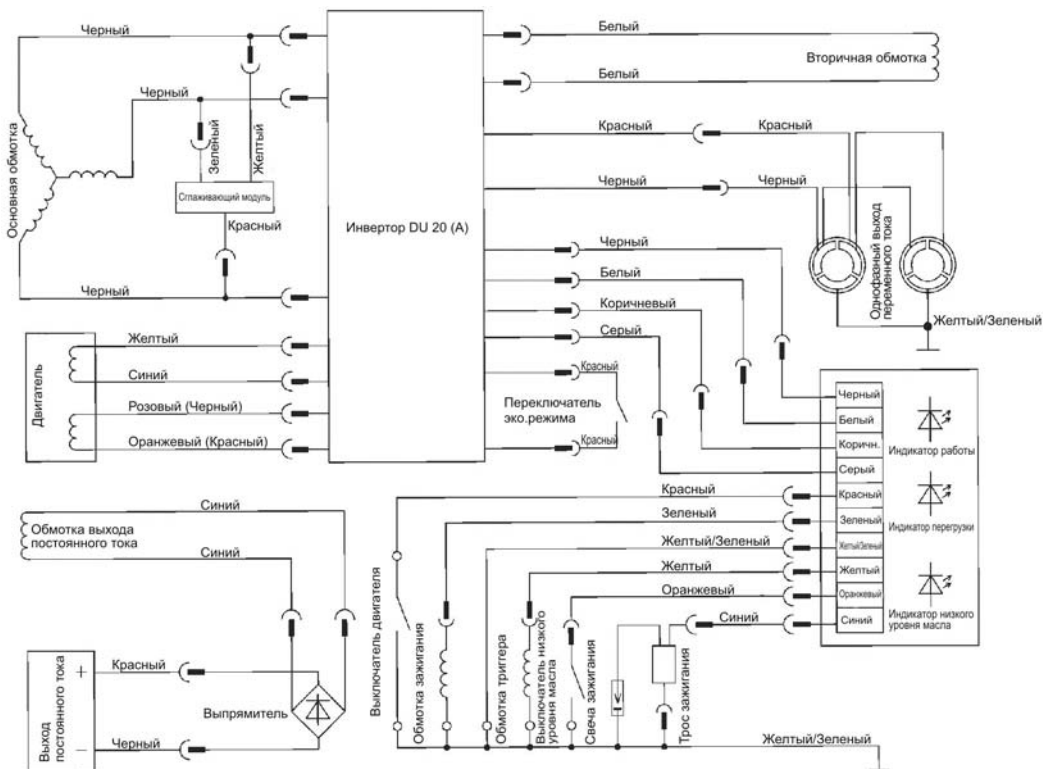 Черный
Белый
Вторичная обмотка
Белый
Черный
Основная обмотка
Зеленый
Желтый
Сглаживающий модуль
Красный
Черный
Инвертор DU 20 (А)
Красный
Красный
Черный
Черный
Однофазный выход
переменного тока
Желтый/Зеленый
Черный
Белый
Коричневый
Серый
Красный
Переключатель
эко.режима
Красный
Двигатель
Желтый
Синий
Розовый (Черный)
Оранжевый (Красный)
Черный
Белый
Коричн.
Серый
Красный
Зеленый
Желтый/Зеленый
Желтый
Оранжевый
Синий
Индикатор работы
Индикатор перегрузки
Индикатор низкого
уровня масла
Красный
Зеленый
Желтый/Зеленый
Желтый
Оранжевый
Синий
Синий
Обмотка выхода
постоянного тока
Синий
Выключатель двигателя
Обмотка зажигания
Обмотка триггера
Выключатель низкого
уровня масла
Свеча зажигания
Трос зажигания
Желтый/Зеленый
Выход
постоянного тока
+
−
Красный
Выпрямитель
Черный